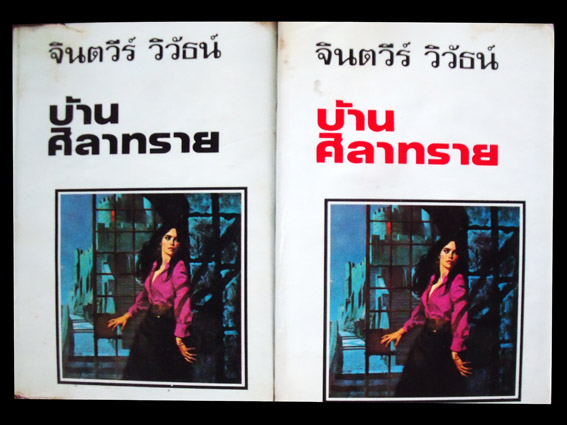 จินตวีร์ วิวัธน์
บ้าน
ศิลาทราย
จินตวีร์ วิวัธน์
บ้าน
ศิลาทราย